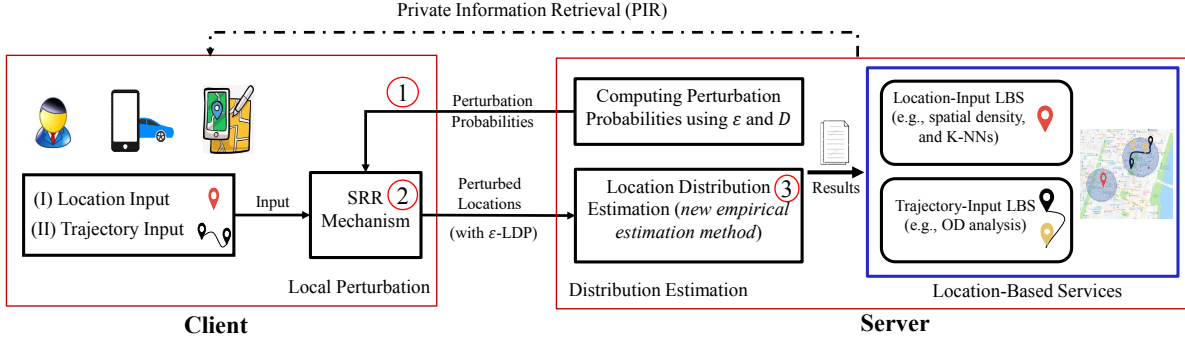 Private Information Retrieval (PIR)
1
Perturbation
Probabilities
Computing Perturbation
Probabilities using ε and D
Location-Input LBS
(e.g., spatial density,
and K-NNs)
(I) Location Input
(II) Trajectory Input
Input
SRR
Mechanism
2
Perturbed
Locations
(with ε-LDP)
Location Distribution
Estimation (new empirical
estimation method)
3
Results
Trajectory-Input LBS
(e.g., OD analysis)
Local Perturbation
Distribution Estimation
Location-Based Services
Client
Server